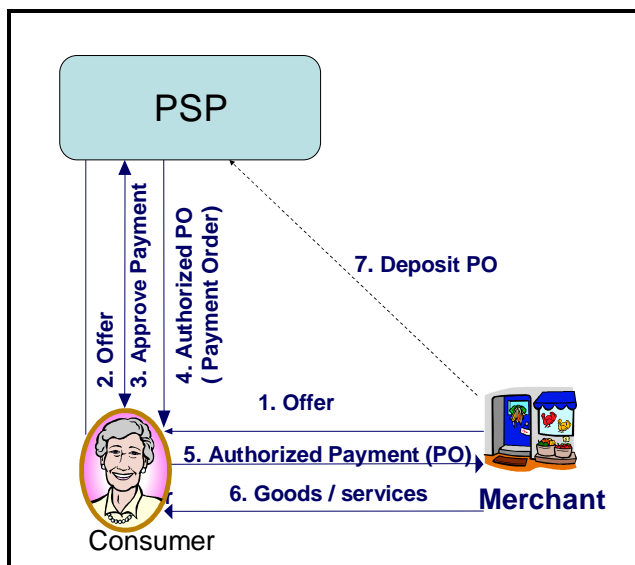 PSP
2. Offer
3. Approve Payment
4. Authorized PO
( Payment Order)
7. Deposit PO
1. Offer
5. Authorized Payment (PO)
6. Goods / services
Merchant
r
Consumer